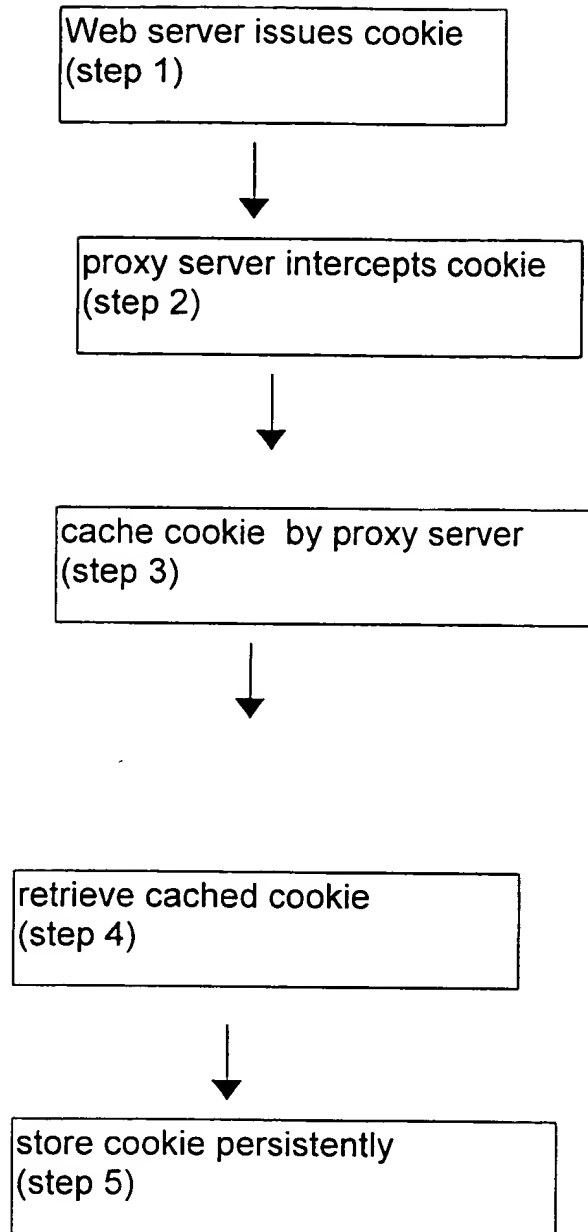 Web server issues cookie
(step 1)
proxy server intercepts cookie
(step 2)
cache cookie by proxy server
(step 3)
retrieve cached cookie
(step 4)
store cookie persistently
(step 5)